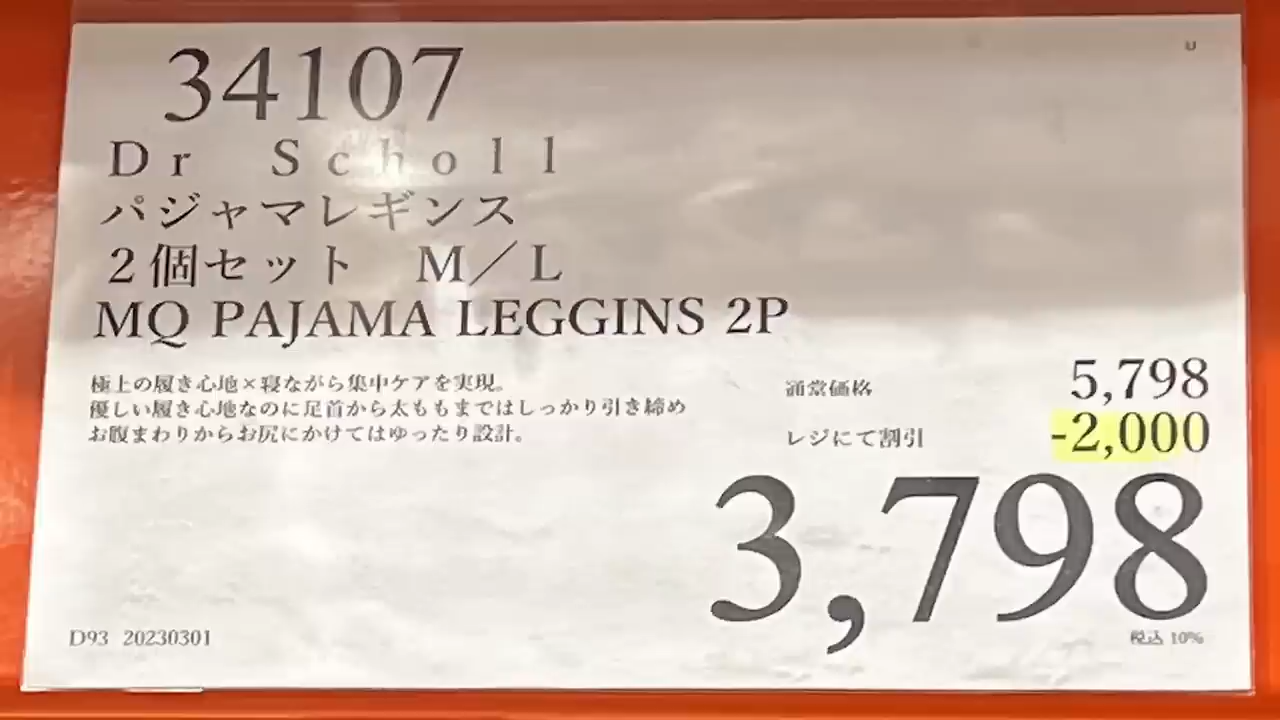 U
34107
Dr Scholl
パジャマレギンス
2個セット M/L
MQ PAJAMA LEGGINS 2P
極上の履き心地×寝ながら集中ケアを実現。
優しい履き心地なのに足首から太ももまではしっかり引き締め
お腹まわりからお尻にかけてはゆったり設計。
通常価格 5,798
レジにて割引 -2,000
3,798
税込 10%
D93 20230301